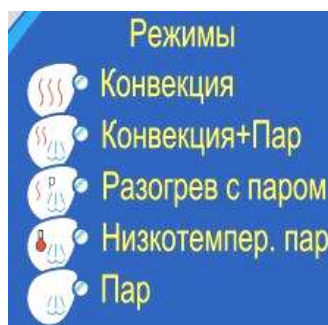 Режимы
Конвекция
Конвекция+Пар
р
Разогрев с паром
Низкотемпер. пар
Пар